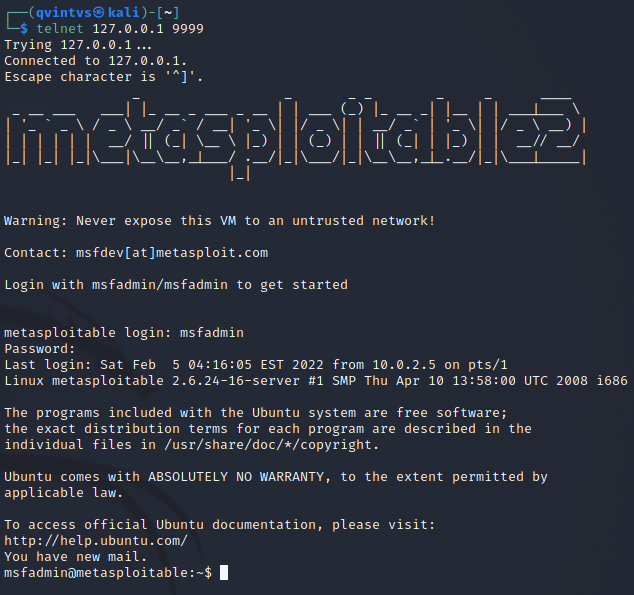 ┌──(qvintvs㉿kali)-[~]
└─$ telnet 127.0.0.1 9999
Trying 127.0.0.1...
Connected to 127.0.0.1.
Escape character is '^]'.
metasploitable2
Warning: Never expose this VM to an untrusted network!
Contact: msfdev[at]metasploit.com
Login with msfadmin/msfadmin to get started
metasploitable login: msfadmin
Password:
Last login: Sat Feb  5 04:16:05 EST 2022 from 10.0.2.5 on pts/1
Linux metasploitable 2.6.24-16-server #1 SMP Thu Apr 10 13:58:00 UTC 2008 i686
The programs included with the Ubuntu system are free software;
the exact distribution terms for each program are described in the
individual files in /usr/share/doc/*/copyright.
Ubuntu comes with ABSOLUTELY NO WARRANTY, to the extent permitted by
applicable law.
To access official Ubuntu documentation, please visit:
http://help.ubuntu.com/
You have new mail.
msfadmin@metasploitable:~$